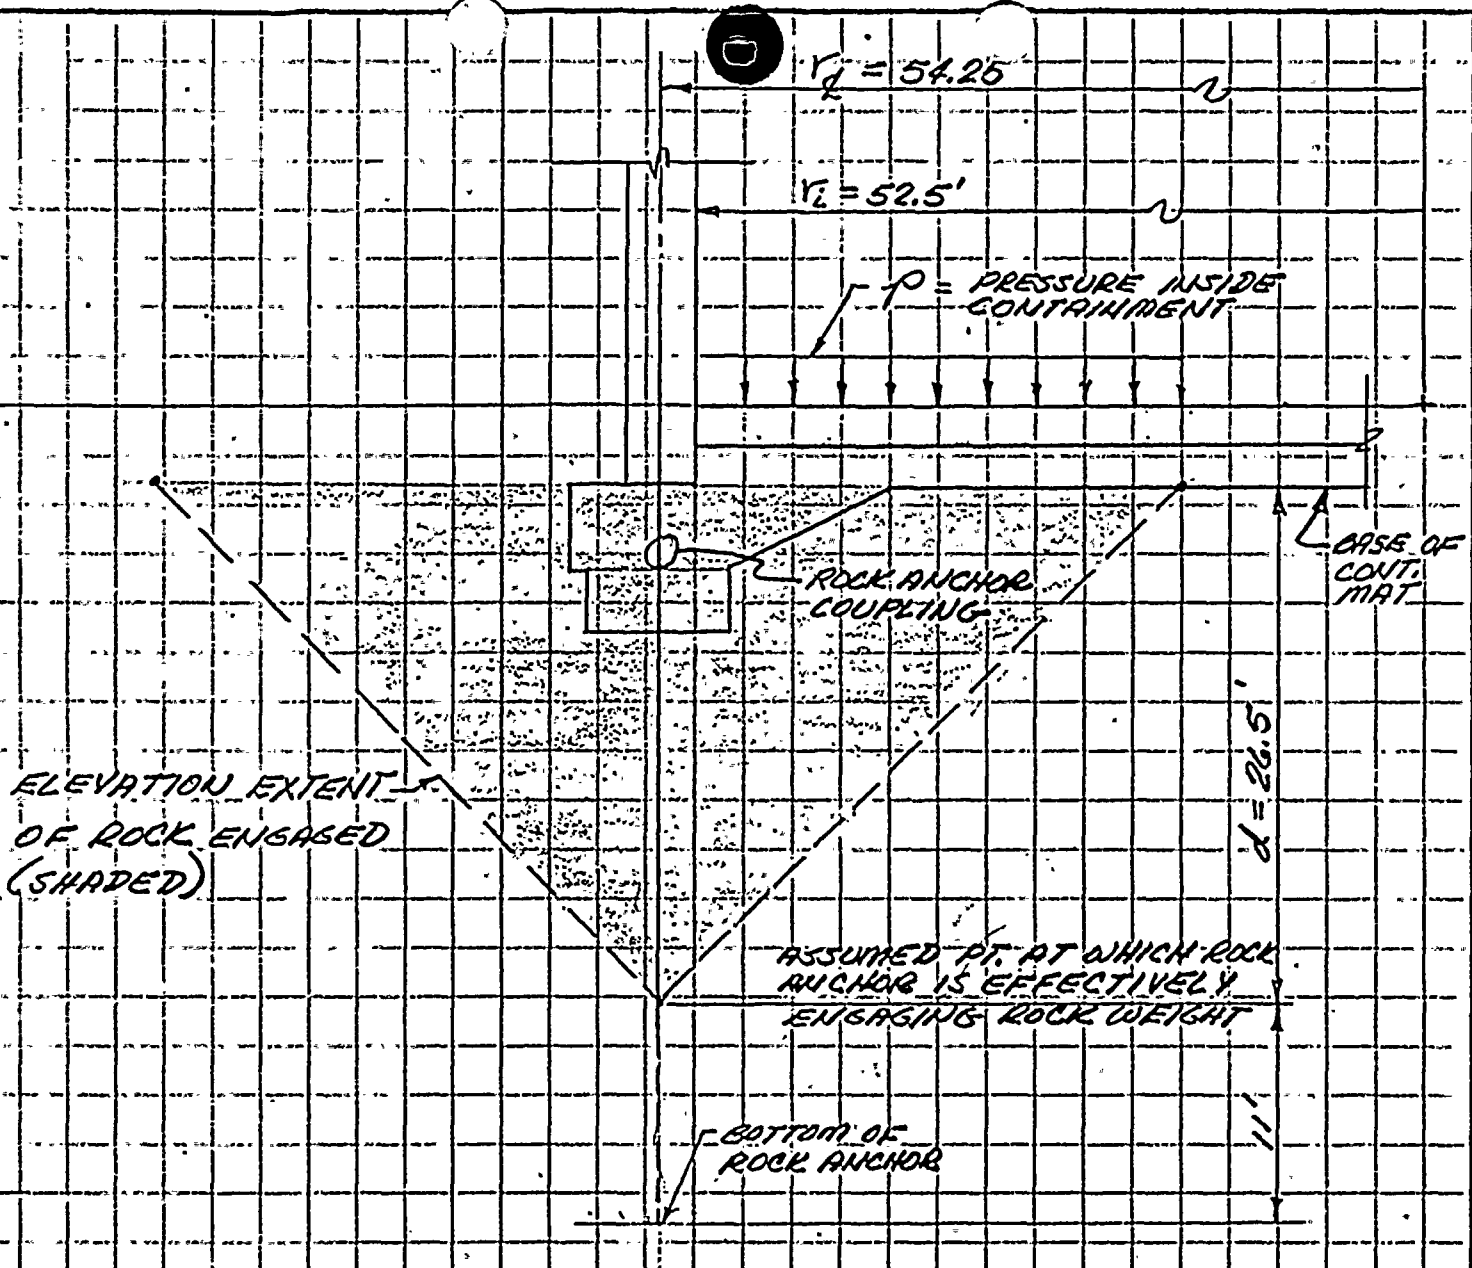 r℄ = 54.25
ri = 52.5'
p = PRESSURE INSIDE
CONTAINMENT
ROCK ANCHOR
COUPLING
BASE OF
CONT.
MAT
d = 26.5'
ELEVATION EXTENT
OF ROCK ENGAGED
(SHADED)
ASSUMED PT. AT WHICH ROCK
ANCHOR IS EFFECTIVELY
ENGAGING ROCK WEIGHT
11'
BOTTOM OF
ROCK ANCHOR